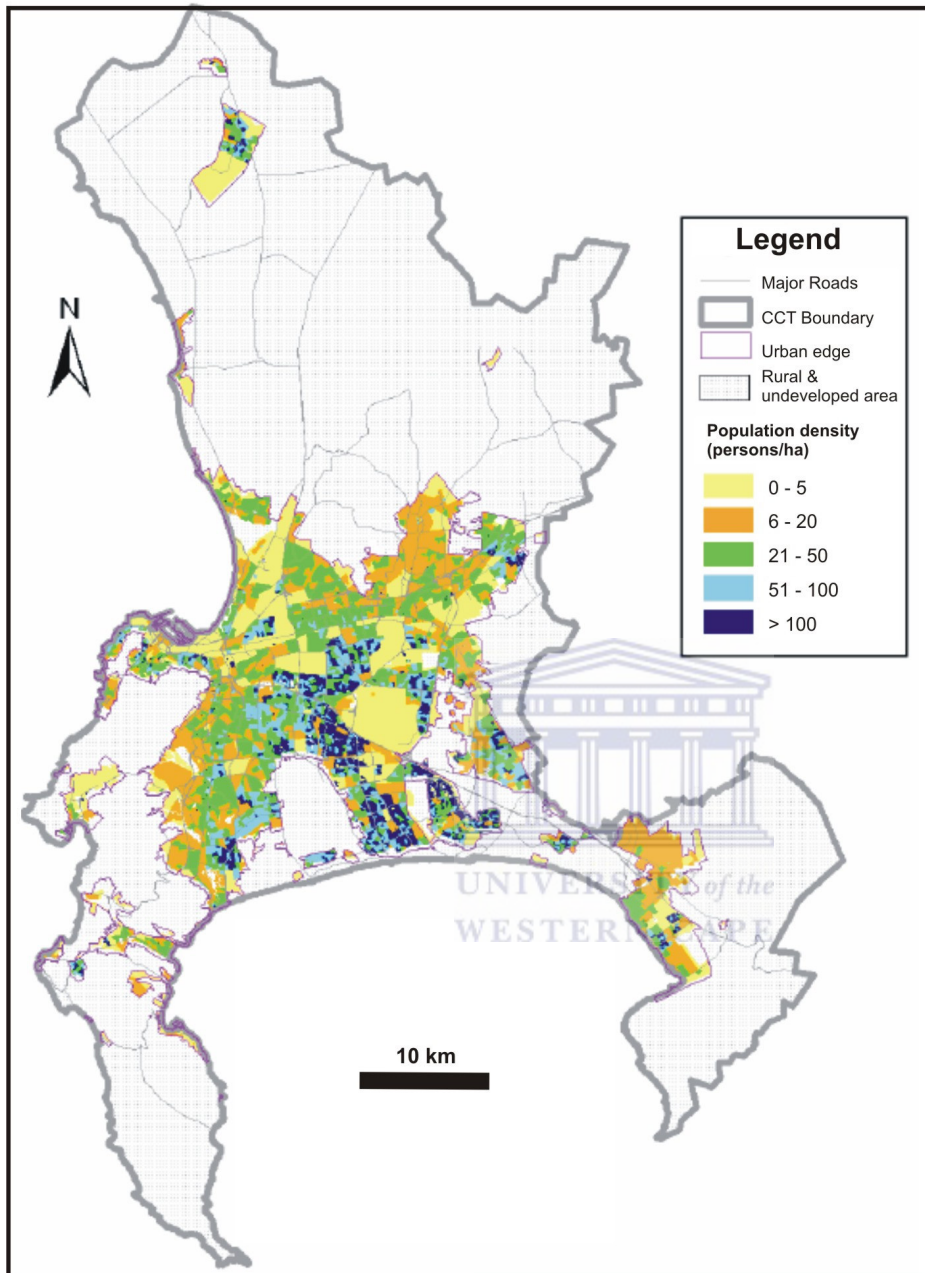 Legend
N
Major Roads
CCT Boundary
Urban edge
Rural &
undeveloped area
Population density
(persons/ha)
0 - 5
6 - 20
21 - 50
51 - 100
> 100
UNIVERSITY of the
WESTERN CAPE
10 km